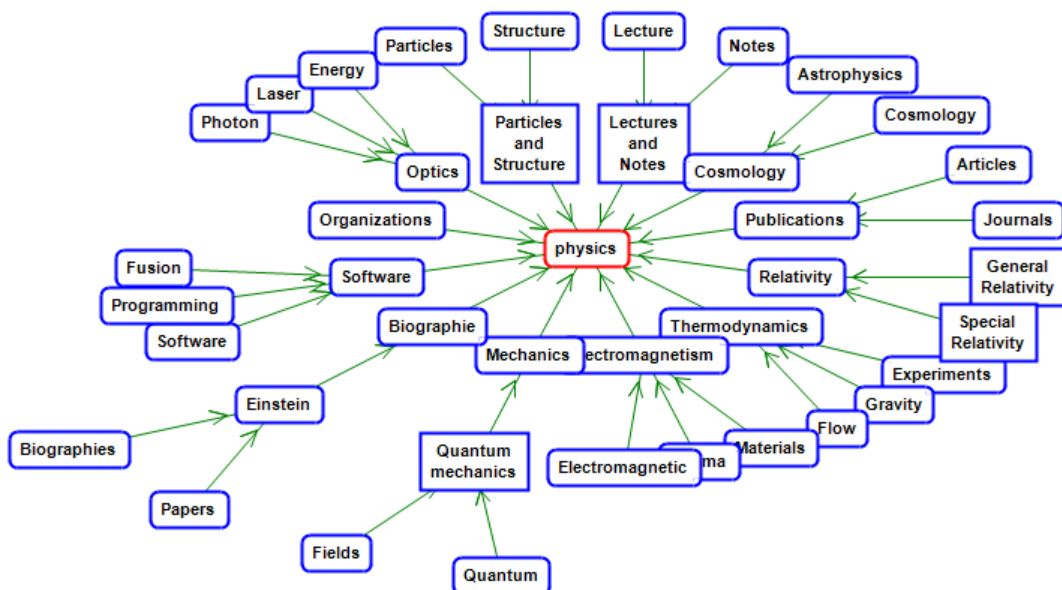 Structure
Lecture
Particles
Notes
Energy
Astrophysics
Laser
Photon
Cosmology
Particles
and
Structure
Lectures
and
Notes
Articles
Optics
Cosmology
Organizations
Publications
Journals
physics
Fusion
Software
Relativity
General
Relativity
Programming
Software
Biographie
Thermodynamics
Special
Relativity
Mechanics
ectromagnetism
Experiments
Einstein
Gravity
Flow
Biographies
Quantum
mechanics
Materials
Electromagnetic
ma
Papers
Fields
Quantum